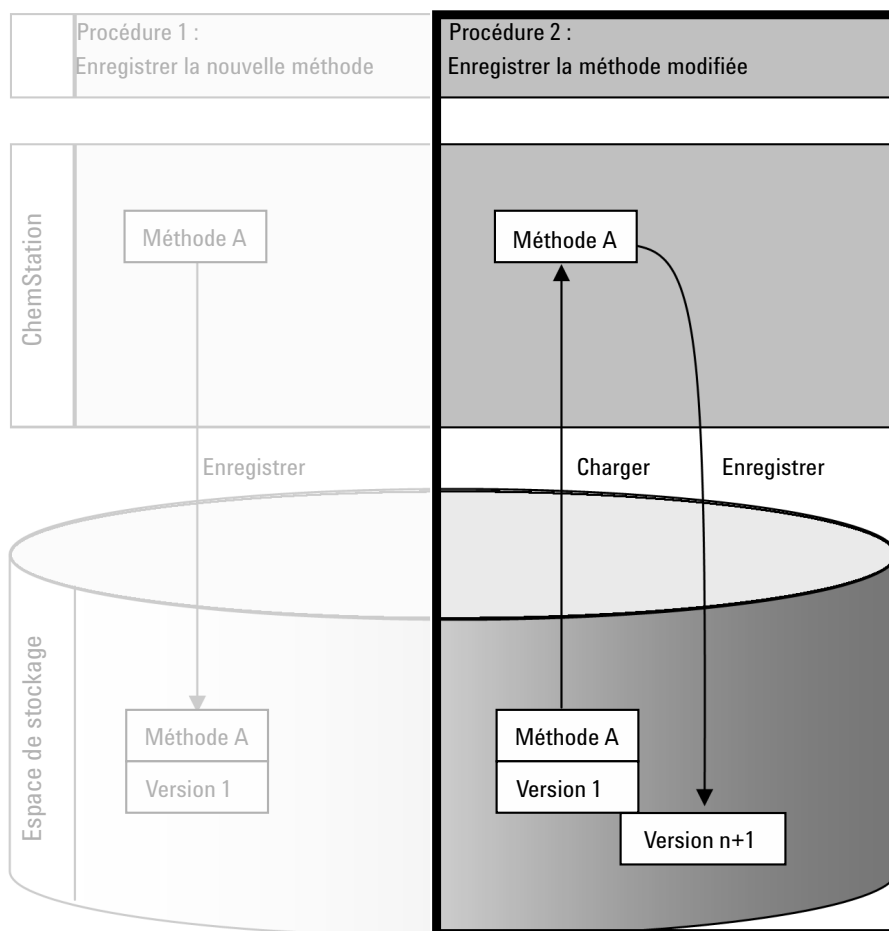 Procédure 1 :
Enregistrer la nouvelle méthode
Procédure 2 :
Enregistrer la méthode modifiée
ChemStation
Méthode A
Méthode A
Enregistrer
Charger
Enregistrer
Espace de stockage
Méthode A
Version 1
Méthode A
Version 1
Version n+1